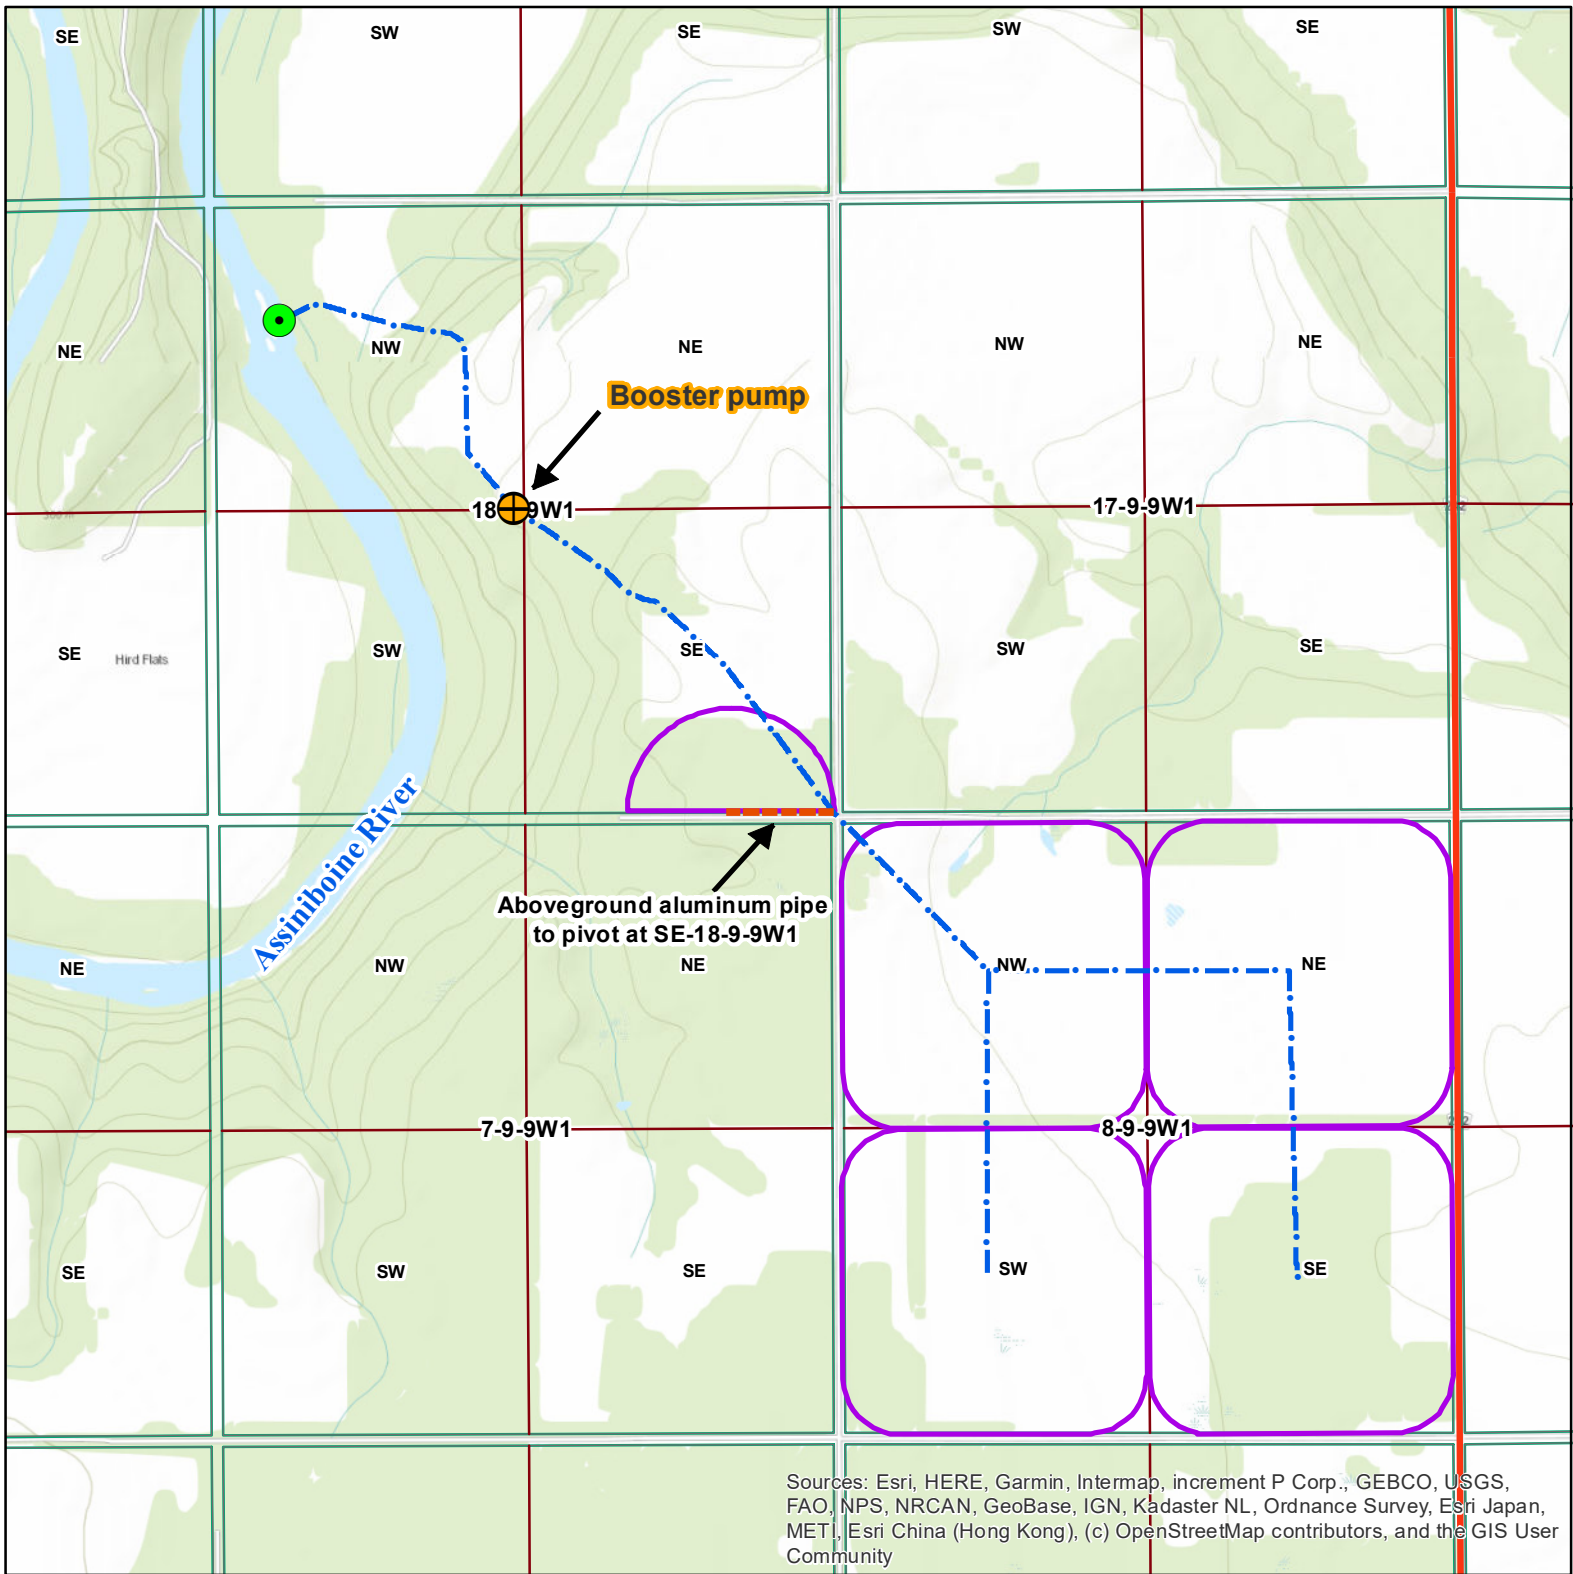 SE
SW
SE
SW
SE
NE
NW
NE
NW
NE
Booster pump
18 9W1
17-9-9W1
SE
Hird Flats
SW
SE
SW
SE
Assiniboine River
Aboveground aluminum pipe
to pivot at SE-18-9-9W1
NE
NW
NE
NW
NE
7-9-9W1
8-9-9W1
SE
SW
SE
SW
SE
Sources: Esri, HERE, Garmin, Intermap, increment P Corp., GEBCO, USGS,
FAO, NPS, NRCAN, GeoBase, IGN, Kadaster NL, Ordnance Survey, Esri Japan,
METI, Esri China (Hong Kong), (c) OpenStreetMap contributors, and the GIS User
Community